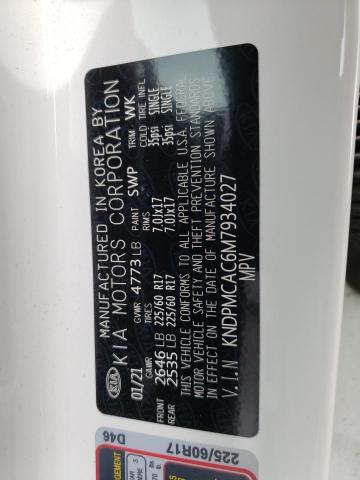 MANUFACTURED IN KOREA BY
KIA KIA MOTORS CORPORATION
01/21 GVWR 4773 LB PAINT SWP TRIM WK
GAWR TIRES RIMS COLD TIRE INFL
FRONT 2646 LB 225/60 R17 7.0JX17 35psi SINGLE
REAR 2535 LB 225/60 R17 7.0JX17 35psi SINGLE
THIS VEHICLE CONFORMS TO ALL APPLICABLE U.S.A. FEDERAL
MOTOR VEHICLE SAFETY AND THEFT PREVENTION STANDARDS
IN EFFECT ON THE DATE OF MANUFACTURE SHOWN ABOVE
V.I.N KNDPMCAC6M7934027
MPV
D46
225/60R17